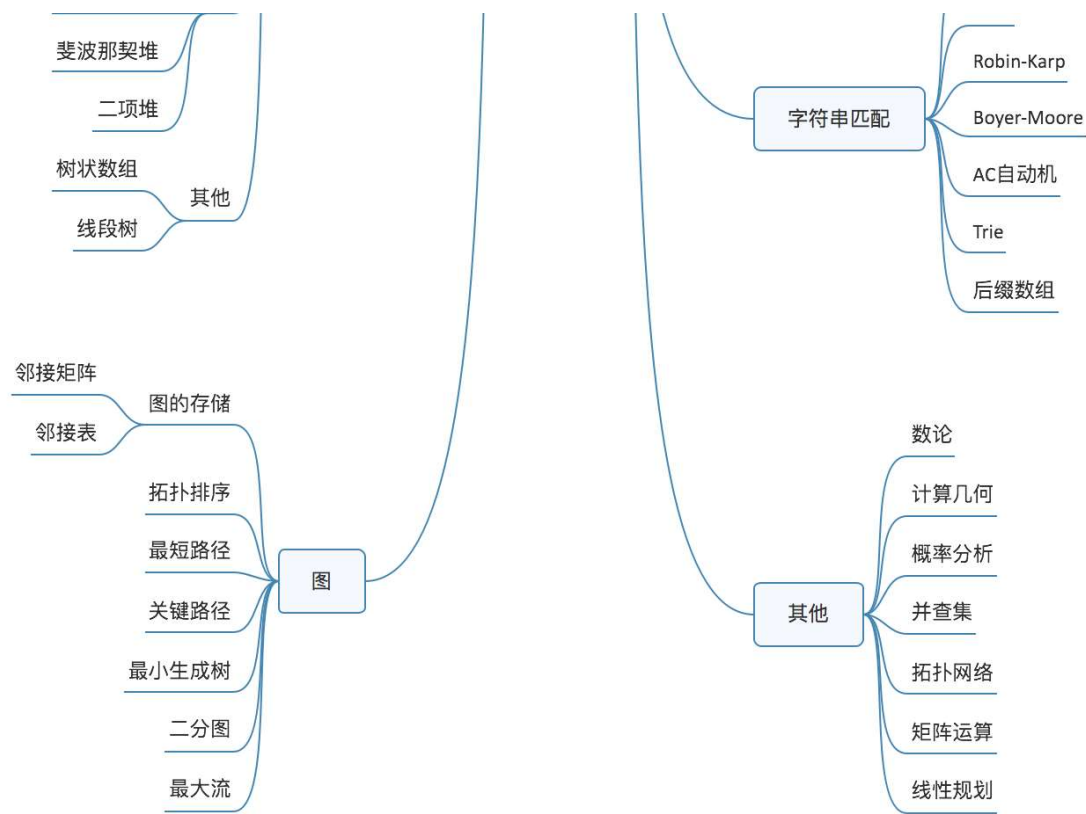 斐波那契堆
二项堆
树状数组
其他
线段树
邻接矩阵
图的存储
邻接表
拓扑排序
最短路径
图
关键路径
最小生成树
二分图
最大流
Robin-Karp
字符串匹配
Boyer-Moore
AC自动机
Trie
后缀数组
数论
计算几何
概率分析
其他
并查集
拓扑网络
矩阵运算
线性规划